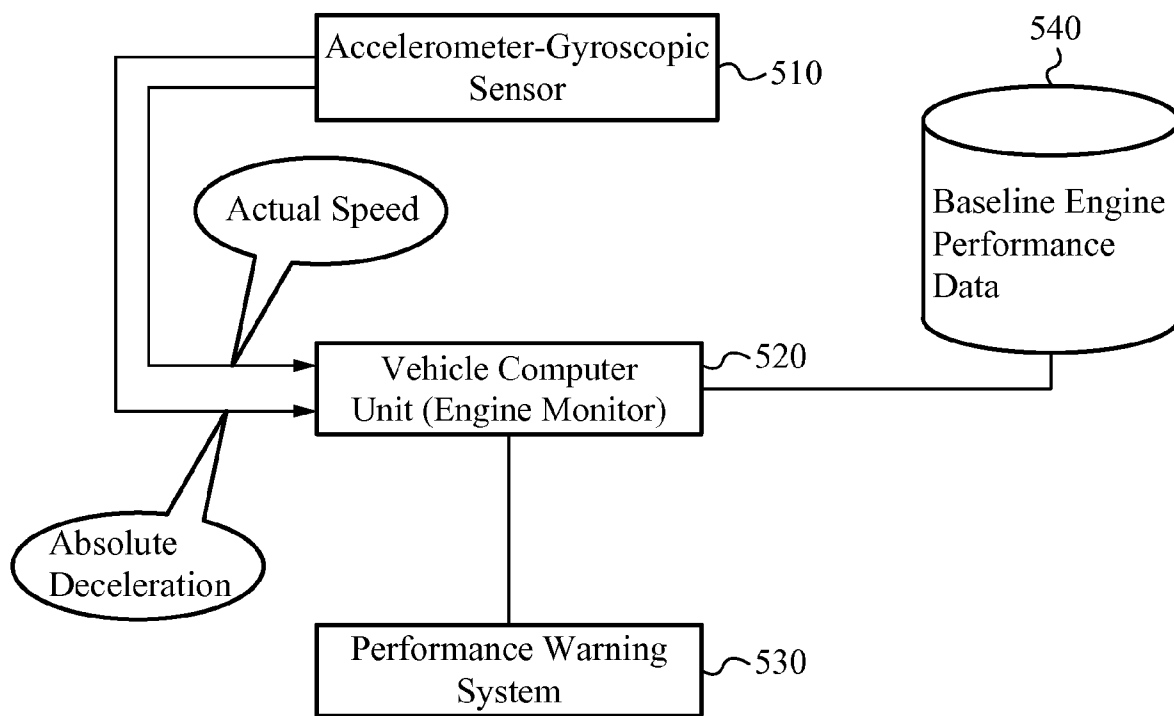 Accelerometer-Gyroscopic
Sensor
510
540
Actual Speed
Baseline Engine
Performance
Data
Vehicle Computer
Unit (Engine Monitor)
520
Absolute
Deceleration
Performance Warning
System
530